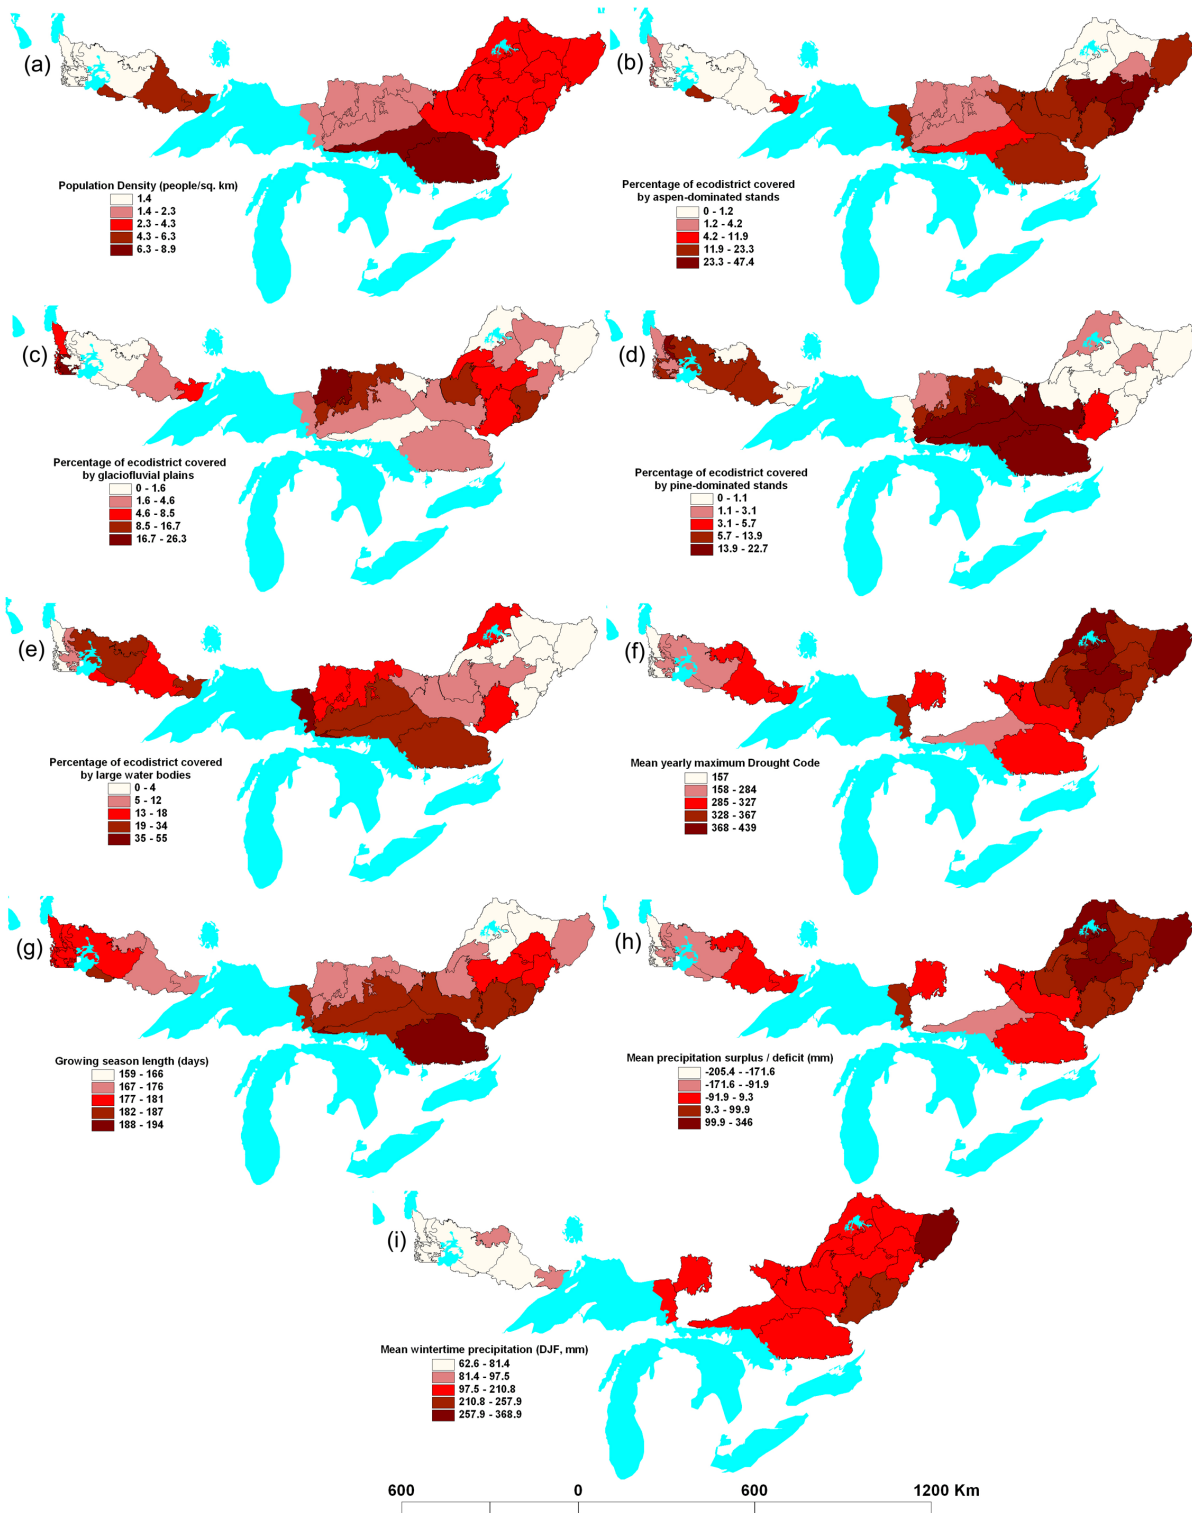 (a)
Population Density (people/sq. km)
1.4
1.4 - 2.3
2.3 - 4.3
4.3 - 6.3
6.3 - 8.9
(b)
Percentage of ecodistrict covered
by aspen-dominated stands
0 - 1.2
1.2 - 4.2
4.2 - 11.9
11.9 - 23.3
23.3 - 47.4
(c)
Percentage of ecodistrict covered
by glaciofluvial plains
0 - 1.6
1.6 - 4.6
4.6 - 8.5
8.5 - 16.7
16.7 - 26.3
(d)
Percentage of ecodistrict covered
by pine-dominated stands
0 - 1.1
1.1 - 3.1
3.1 - 5.7
5.7 - 13.9
13.9 - 22.7
(e)
Percentage of ecodistrict covered
by large water bodies
0 - 4
5 - 12
13 - 18
19 - 34
35 - 55
(f)
Mean yearly maximum Drought Code
157
158 - 284
285 - 327
328 - 367
368 - 439
(g)
Growing season length (days)
159 - 166
167 - 176
177 - 181
182 - 187
188 - 194
(h)
Mean precipitation surplus / deficit (mm)
-205.4 - -171.6
-171.6 - -91.9
-91.9 - 9.3
9.3 - 99.9
99.9 - 346
(i)
Mean wintertime precipitation (DJF, mm)
62.6 - 81.4
81.4 - 97.5
97.5 - 210.8
210.8 - 257.9
257.9 - 368.9
600 0 600 1200 Km